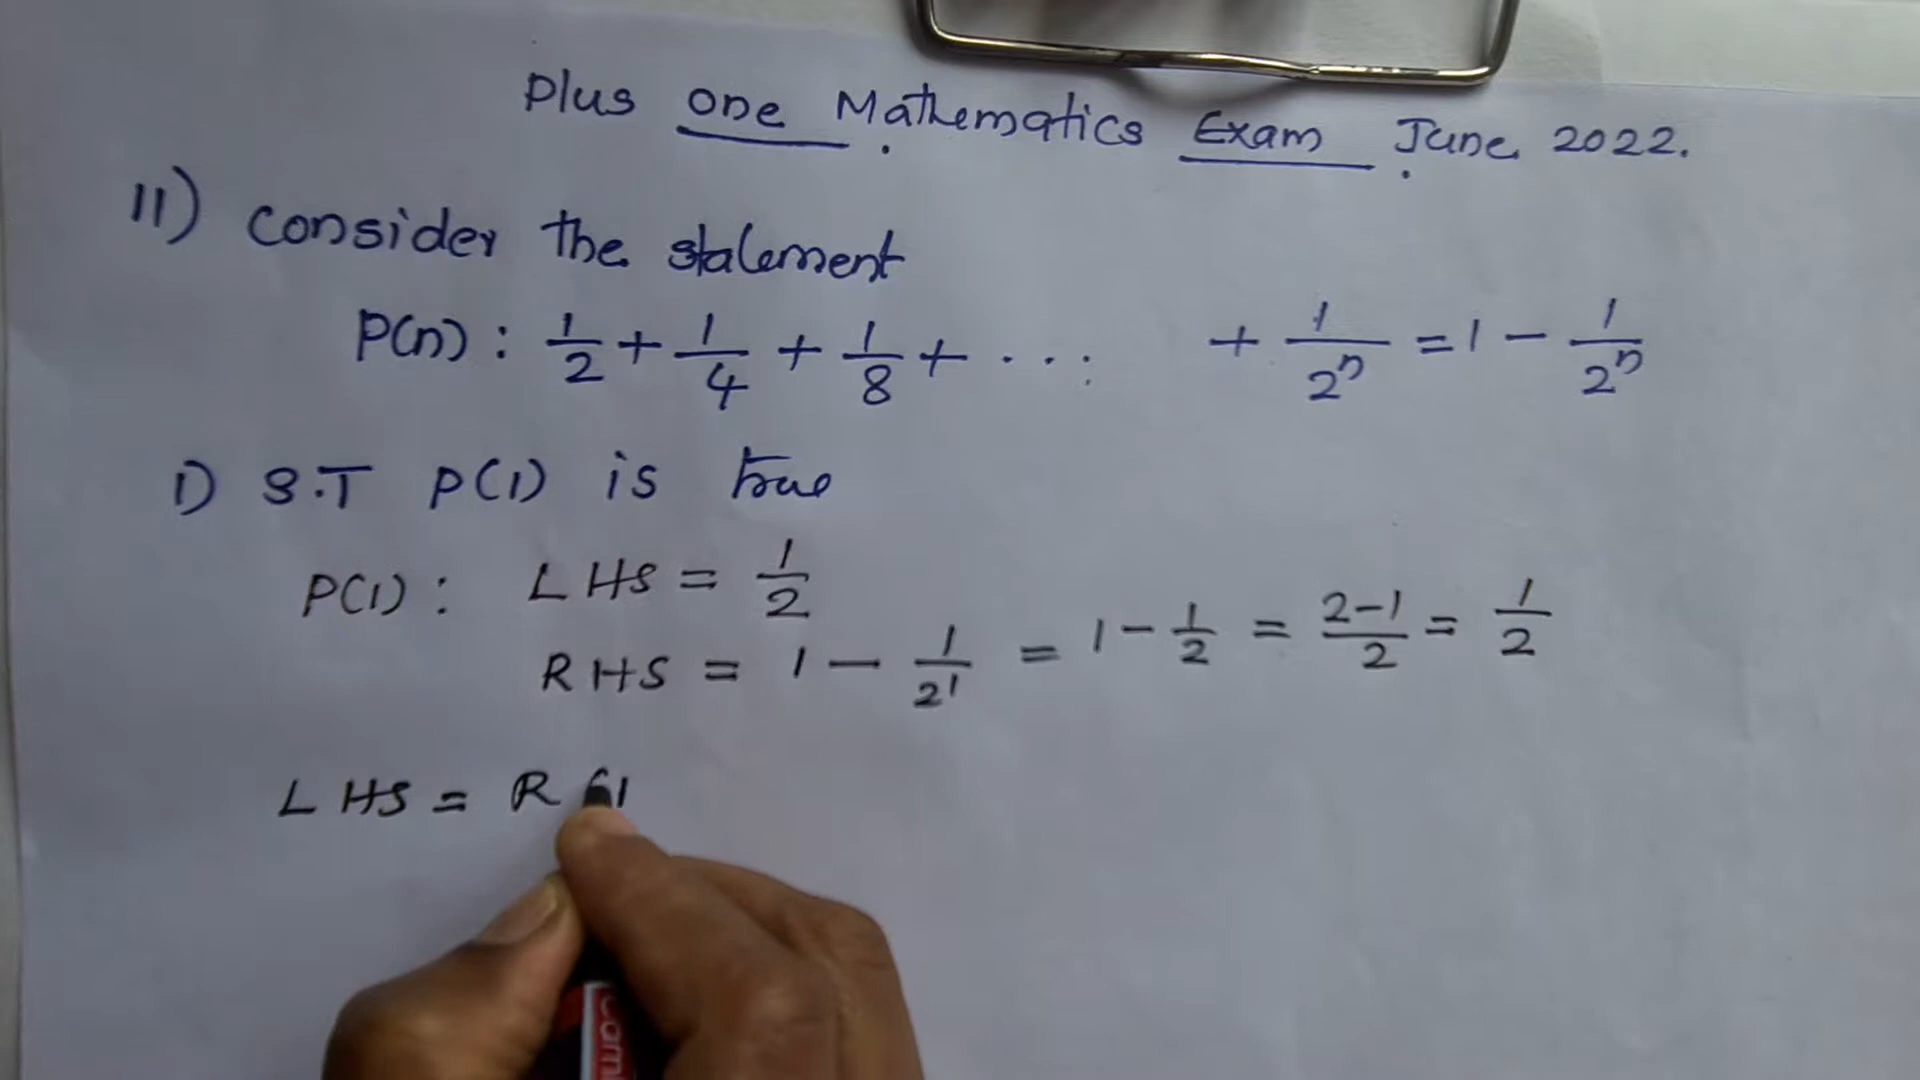 Plus one Mathematics Exam June 2022.
11) Consider the statement
P(n) : 1/2 + 1/4 + 1/8 + ... + 1/2^n = 1 - 1/2^n
1) S.T P(1) is true
P(1) : LHS = 1/2
RHS = 1 - 1/2^1 = 1 - 1/2 = 2-1/2 = 1/2
LHS = R